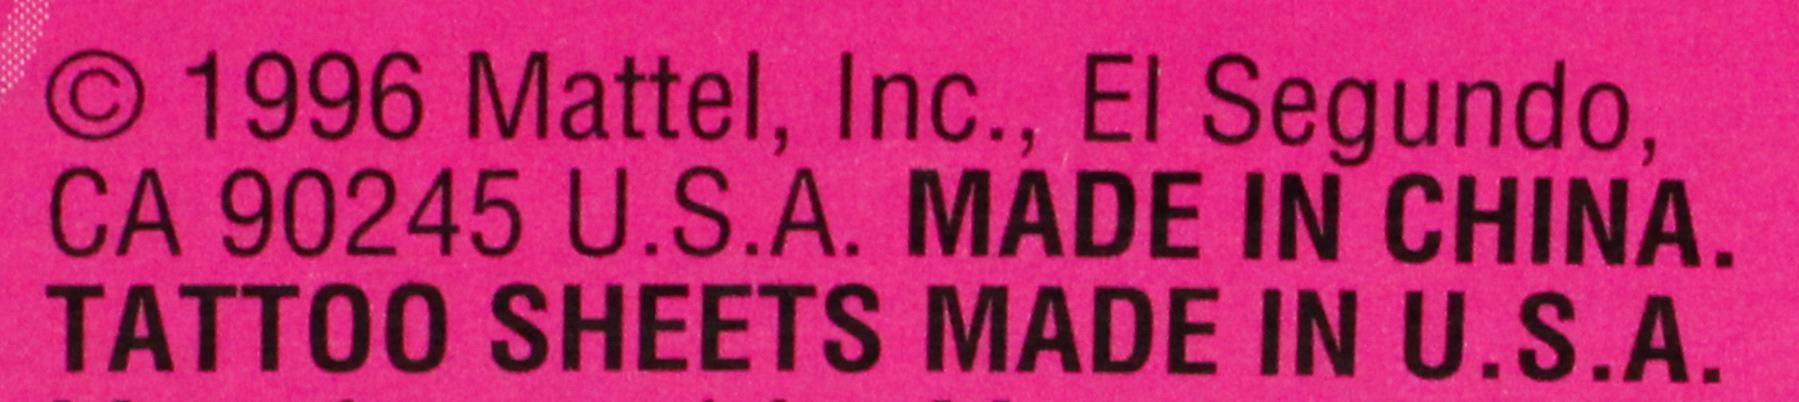 © 1996 Mattel, Inc., El Segundo,
CA 90245 U.S.A. MADE IN CHINA.
TATTOO SHEETS MADE IN U.S.A.